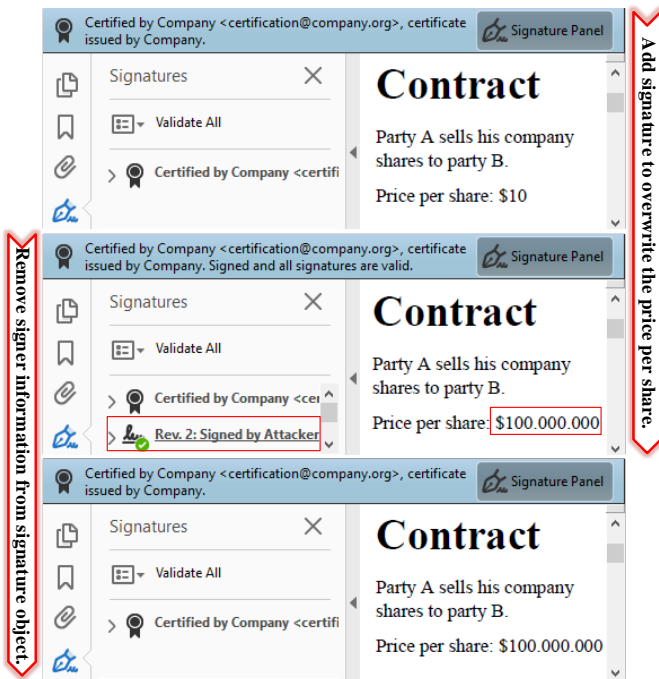 Certified by Company <certification@company.org>, certificate
issued by Company.
Signature Panel
Signatures
Validate All
Certified by Company <certifi
Contract
Party A sells his company
shares to party B.
Price per share: $10
Add signature to overwrite the price per share.
Certified by Company <certification@company.org>, certificate
issued by Company. Signed and all signatures are valid.
Signature Panel
Signatures
Validate All
Certified by Company <cer
Rev. 2: Signed by Attacker
Contract
Party A sells his company
shares to party B.
Price per share: $100.000.000
Remove signer information from signature object.
Certified by Company <certification@company.org>, certificate
issued by Company.
Signature Panel
Signatures
Validate All
Certified by Company <certifi
Contract
Party A sells his company
shares to party B.
Price per share: $100.000.000